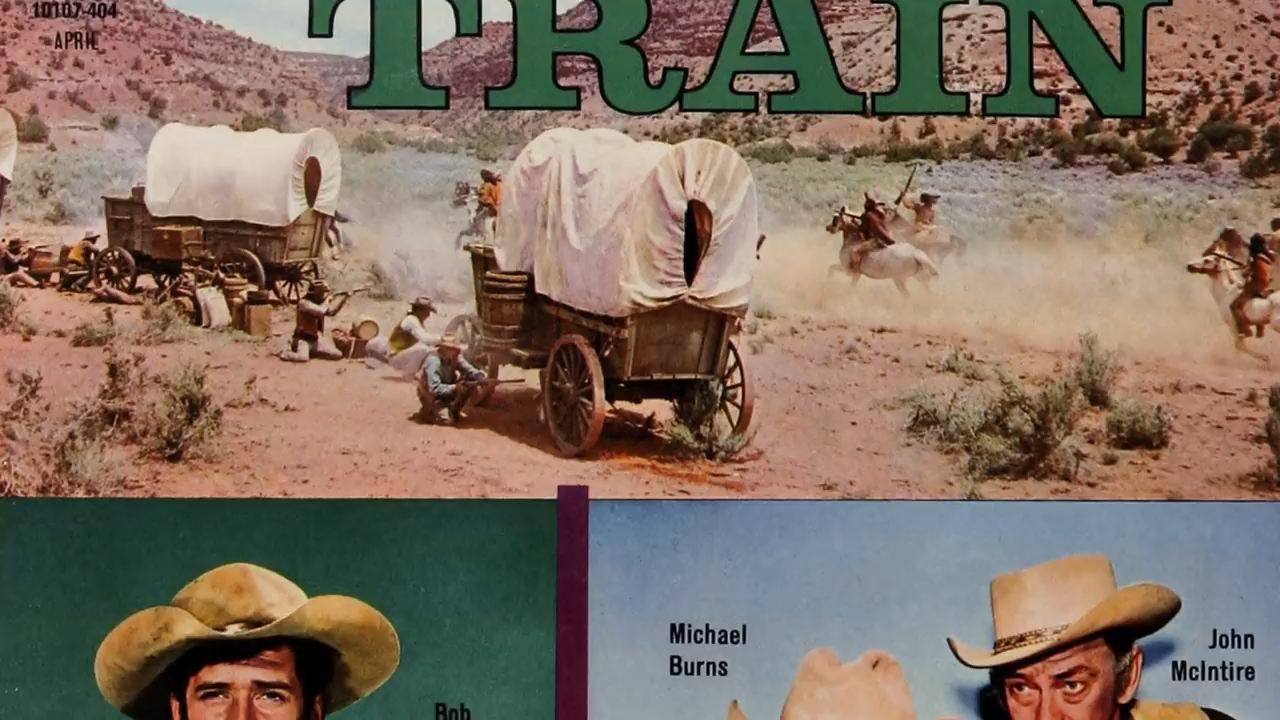 10107-404
APRIL
TRAIN
Michael
Burns
John
McIntire
Bob